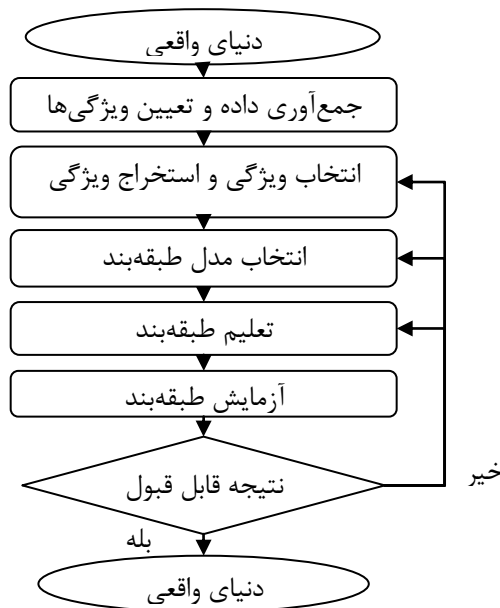 دنیای واقعی
جمع‌آوری داده و تعیین ویژگی‌ها
انتخاب ویژگی و استخراج ویژگی
انتخاب مدل طبقه‌بند
تعلیم طبقه‌بند
آزمایش طبقه‌بند
نتیجه قابل قبول
خیر
بله
دنیای واقعی